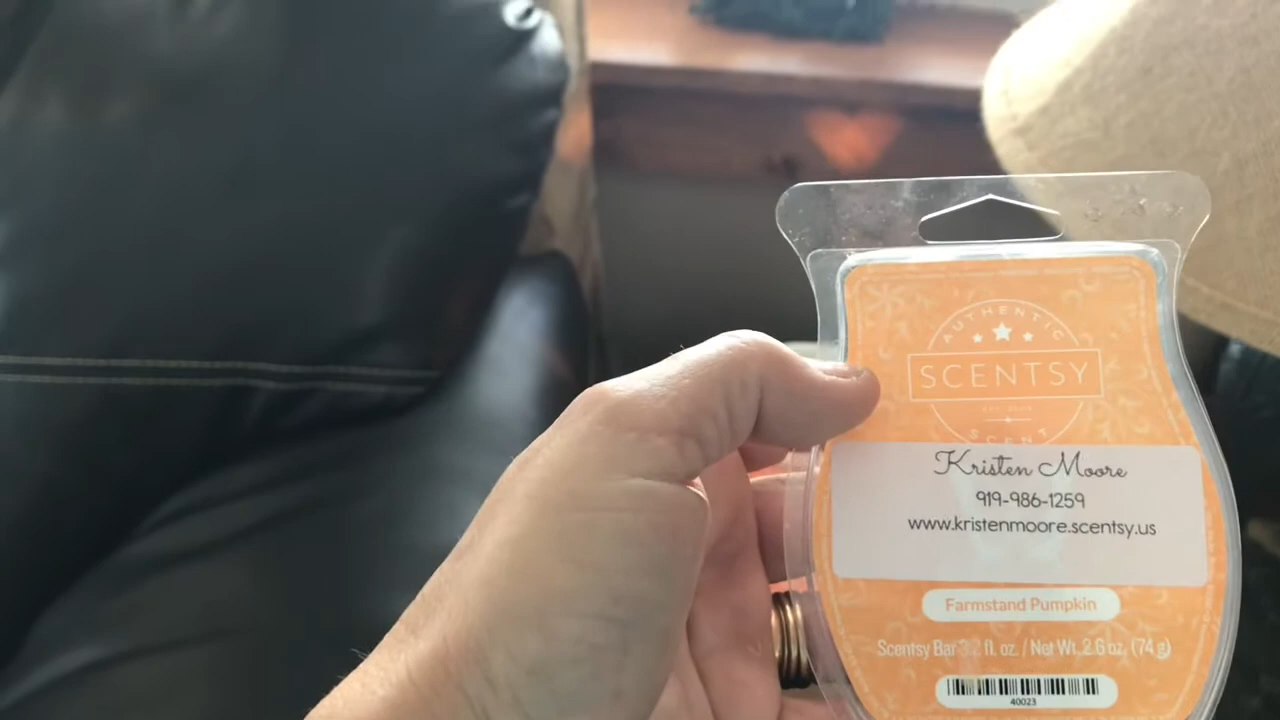 AUTHENTIC
SCENTSY
SCENT
Kristen Moore
919-986-1259
www.kristenmoore.scentsy.us
Farmstand Pumpkin
Scentsy Bar 3.2 fl. oz. / Net Wt. 2.6 oz. (74 g)
40023